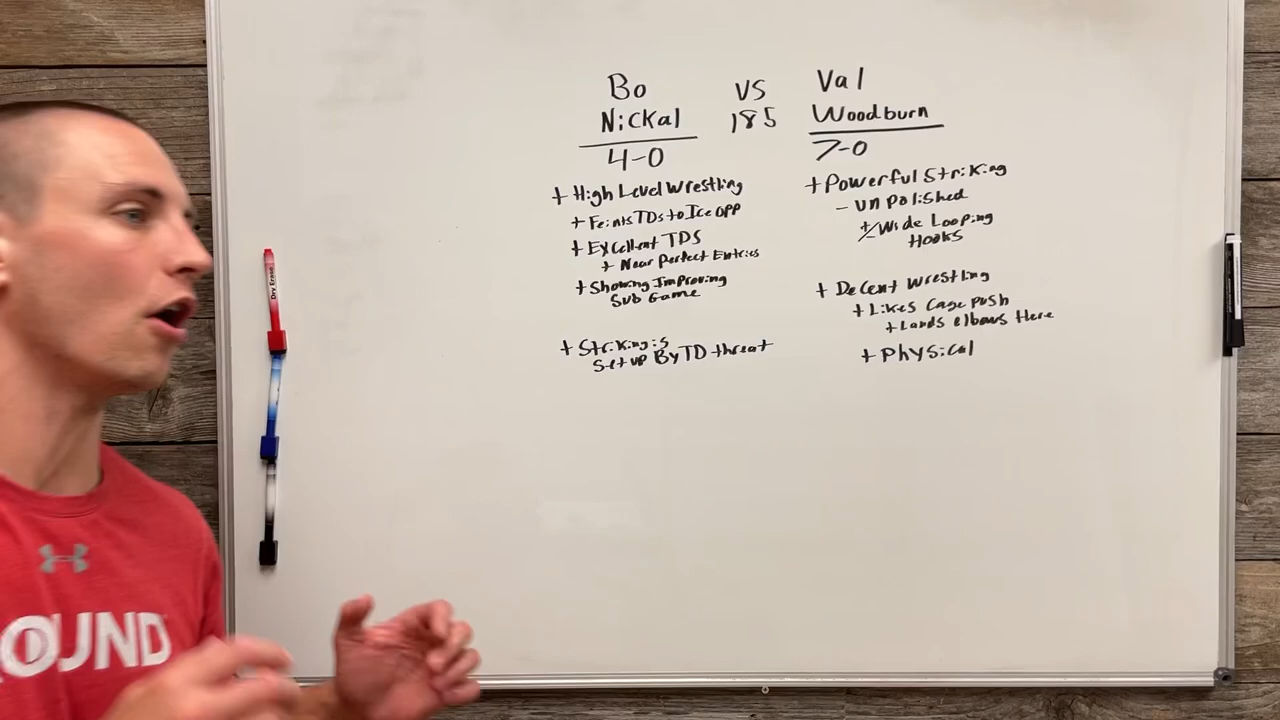 Bo
Nickal
4-0
VS
185
Val
Woodburn
7-0
+ High Level Wrestling
+ Feints TDs to Ice OPP
+ Excellent TDS
+ Near Perfect Entries
+ Showing Improving
Sub Game
+ Striking is
Set up By TD threat
+ Powerful Striking
- Unpolished
+/- Wide Looping
Hooks
+ Decent Wrestling
+ Likes Cage push
+ Lands elbows Here
+ Physical
Dry Erase
OUND